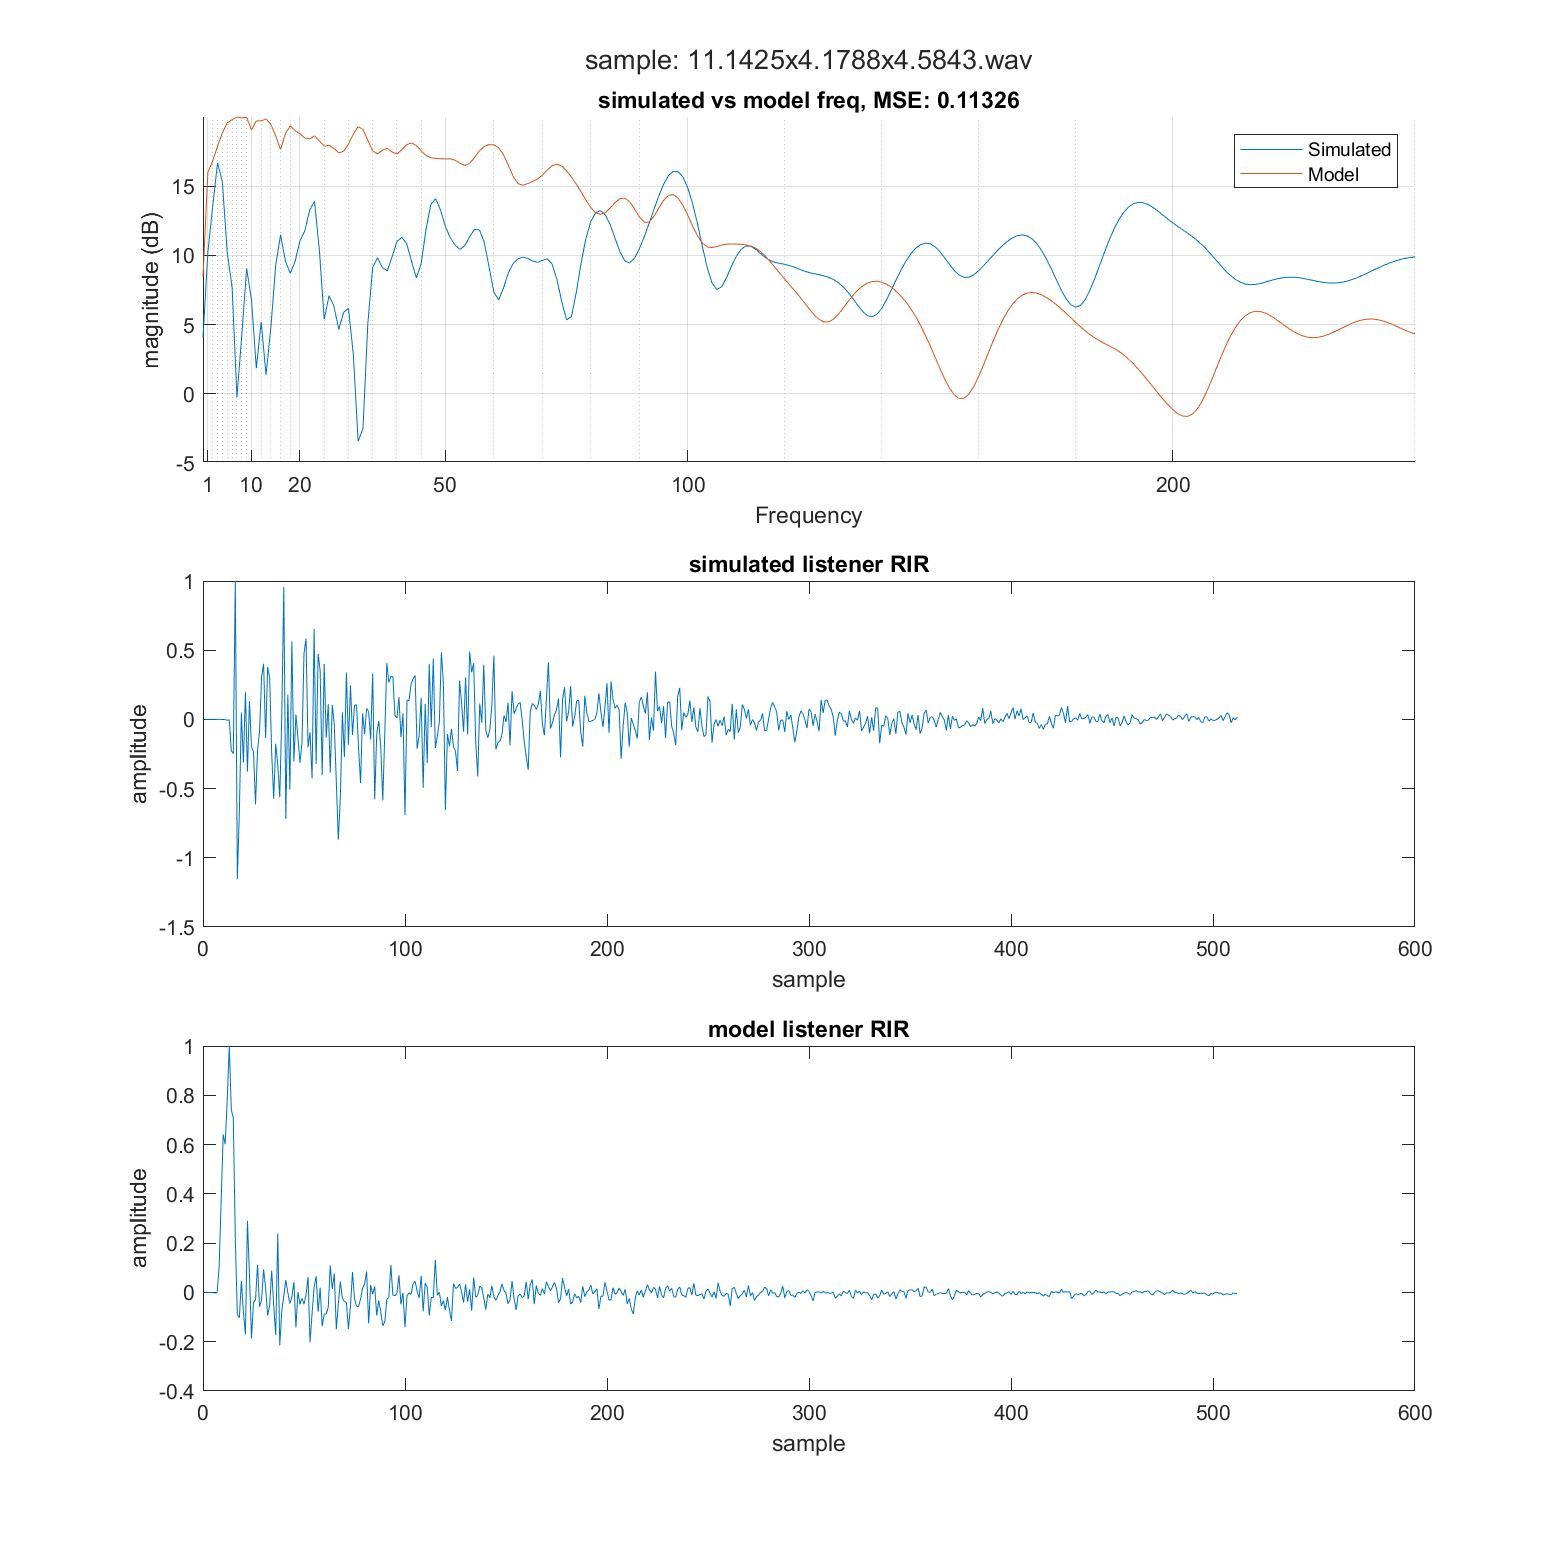 sample: 11.1425x4.1788x4.5843.wav
simulated vs model freq, MSE: 0.11326
Simulated
Model
15
10
5
0
-5
magnitude (dB)
1 10 20 50 100 200
Frequency
simulated listener RIR
1
0.5
0
-0.5
-1
-1.5
amplitude
0 100 200 300 400 500 600
sample
model listener RIR
1
0.8
0.6
0.4
0.2
0
-0.2
-0.4
amplitude
0 100 200 300 400 500 600
sample